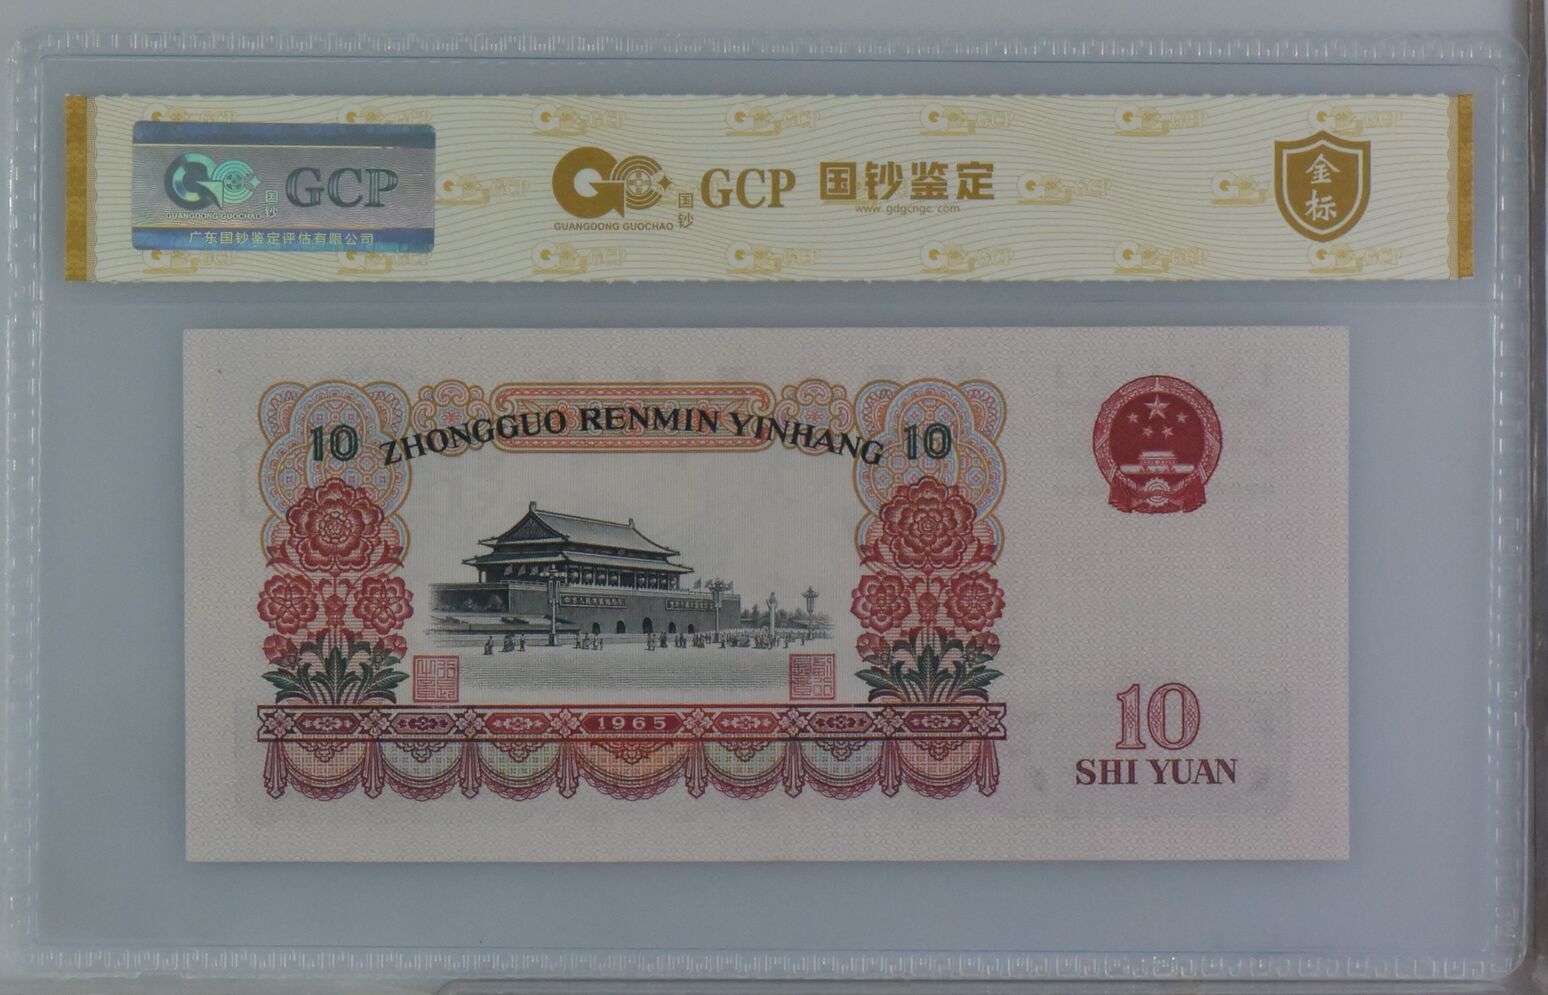 GCP
国钞
GUANGDONG GUOCHAO
广东国钞鉴定评估有限公司
GCP 国钞鉴定
国钞
GUANGDONG GUOCHAO
www. gdgcngc. com
金标
10 ZHONGGUO RENMIN YINHANG 10
1965
10
SHI YUAN